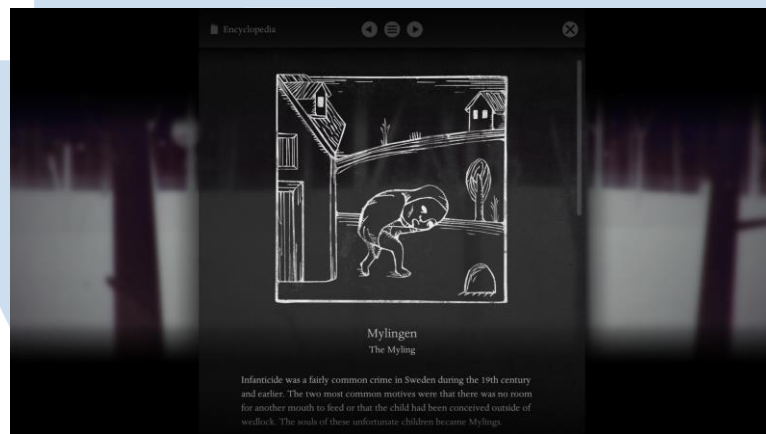 Encyclopedia
Mylingen
The Myling
Infanticide was a fairly common crime in Sweden during the 19th century
and earlier. The two most common motives were that there was no room
for another mouth to feed or that the child had been conceived outside of
wedlock. The souls of these unfortunate children became Mylings.